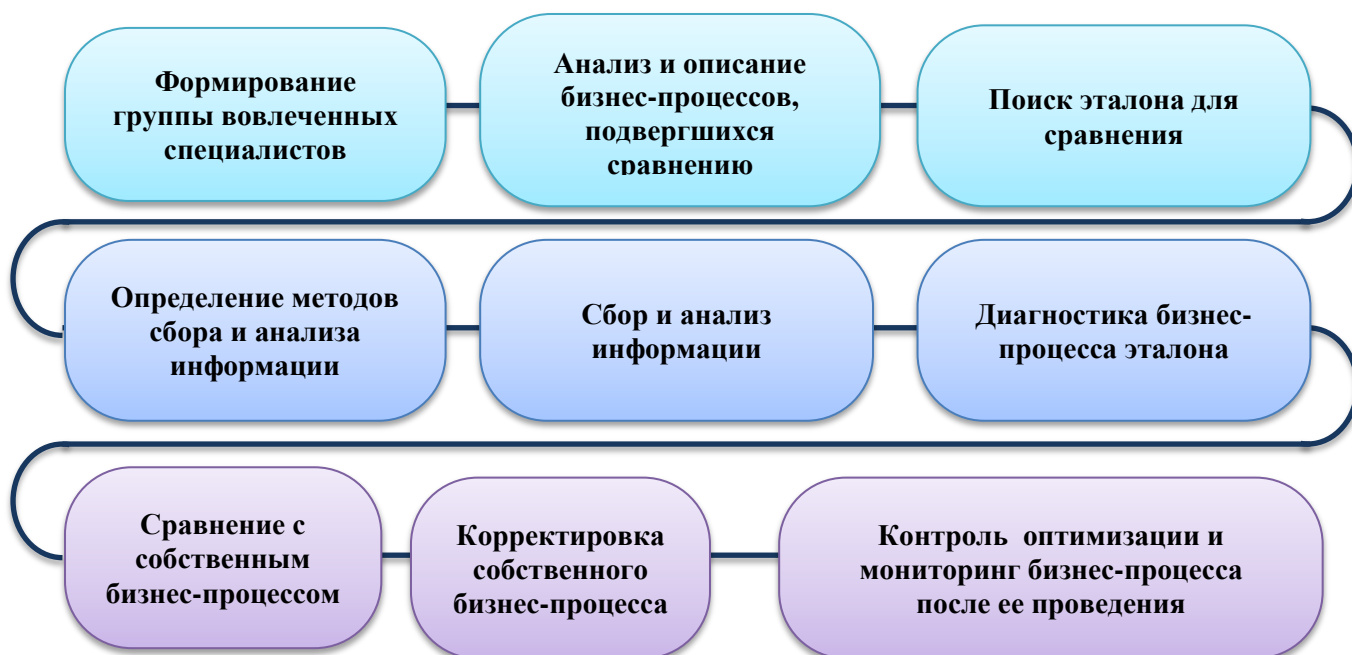 Формирование
группы вовлеченных
специалистов
Анализ и описание
бизнес-процессов,
подвергшихся
сравнению
Поиск эталона для
сравнения
Определение методов
сбора и анализа
информации
Сбор и анализ
информации
Диагностика бизнес-
процесса эталона
Сравнение с
собственным
бизнес-процессом
Корректировка
собственного
бизнес-процесса
Контроль оптимизации и
мониторинг бизнес-процесса
после ее проведения